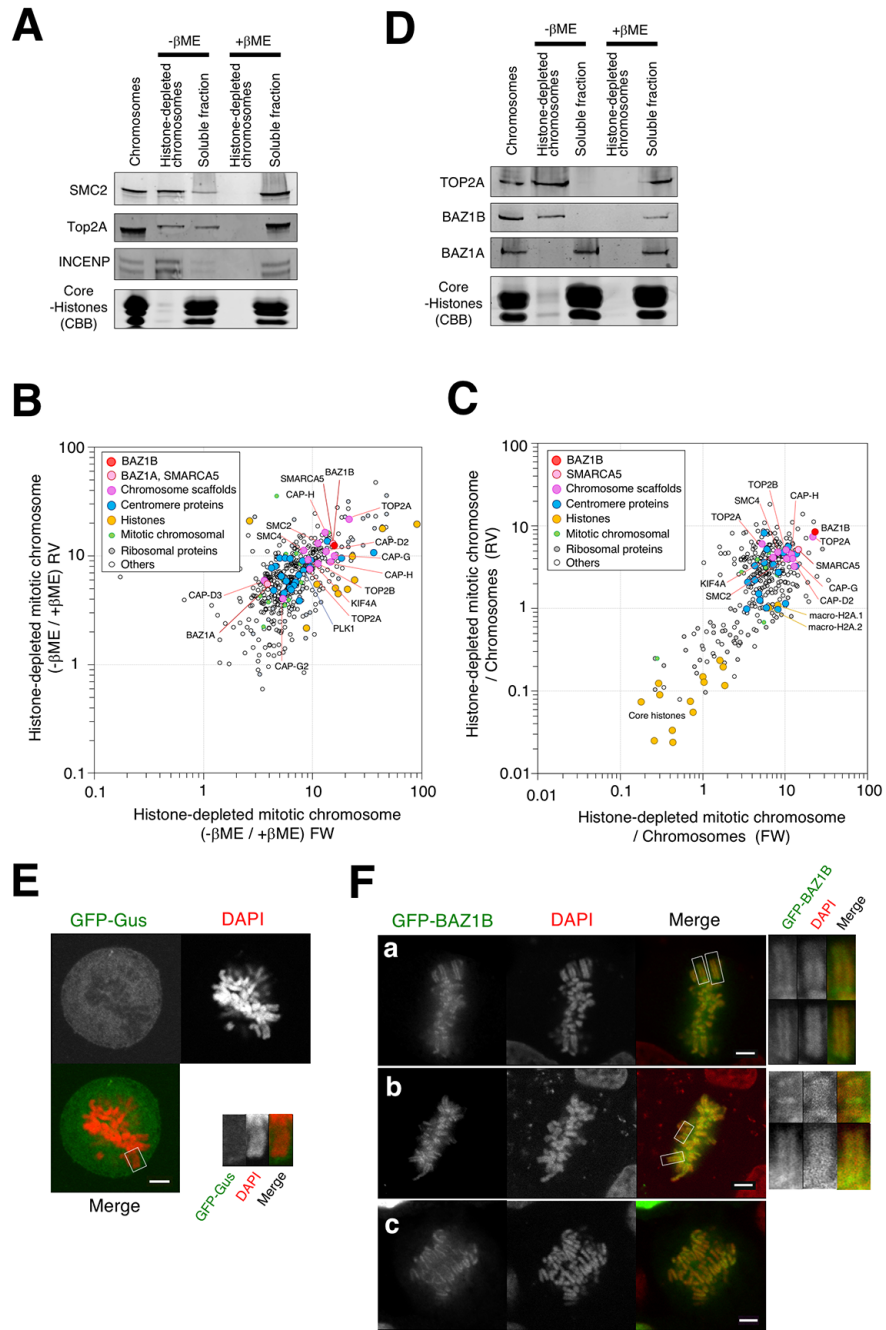 A
-βME
+βME
Chromosomes
Histone-depleted
chromosomes
Soluble fraction
Histone-depleted
chromosomes
Soluble fraction
SMC2
Top2A
INCENP
Core
-Histones
(CBB)
D
-βME
+βME
Chromosomes
Histone-depleted
chromosomes
Soluble fraction
Histone-depleted
chromosomes
Soluble fraction
TOP2A
BAZ1B
BAZ1A
Core
-Histones
(CBB)
B
Histone-depleted mitotic chromosome
(-βME / +βME) RV
100
10
1
0.1
BAZ1B
BAZ1A, SMARCA5
Chromosome scaffolds
Centromere proteins
Histones
Mitotic chromosomal
Ribosomal proteins
Others
SMARCA5
BAZ1B
CAP-H
TOP2A
SMC2
SMC4
CAP-D2
CAP-G
CAP-H
CAP-D3
TOP2B
KIF4A
TOP2A
BAZ1A
PLK1
CAP-G2
0.1
1
10
100
Histone-depleted mitotic chromosome
(-βME / +βME) FW
C
Histone-depleted mitotic chromosome
/ Chromosomes (RV)
100
10
1
0.1
0.01
BAZ1B
SMARCA5
Chromosome scaffolds
Centromere proteins
Histones
Mitotic chromosomal
Ribosomal proteins
Others
TOP2B
SMC4
CAP-H
TOP2A
BAZ1B
TOP2A
SMARCA5
KIF4A
CAP-G
SMC2
CAP-D2
macro-H2A.1
macro-H2A.2
Core histones
0.01
0.1
1
10
100
Histone-depleted mitotic chromosome
/ Chromosomes (FW)
E
GFP-Gus
DAPI
Merge
GFP-Gus
DAPI
Merge
F
GFP-BAZ1B
DAPI
Merge
GFP-BAZ1B
DAPI
Merge
a
b
c